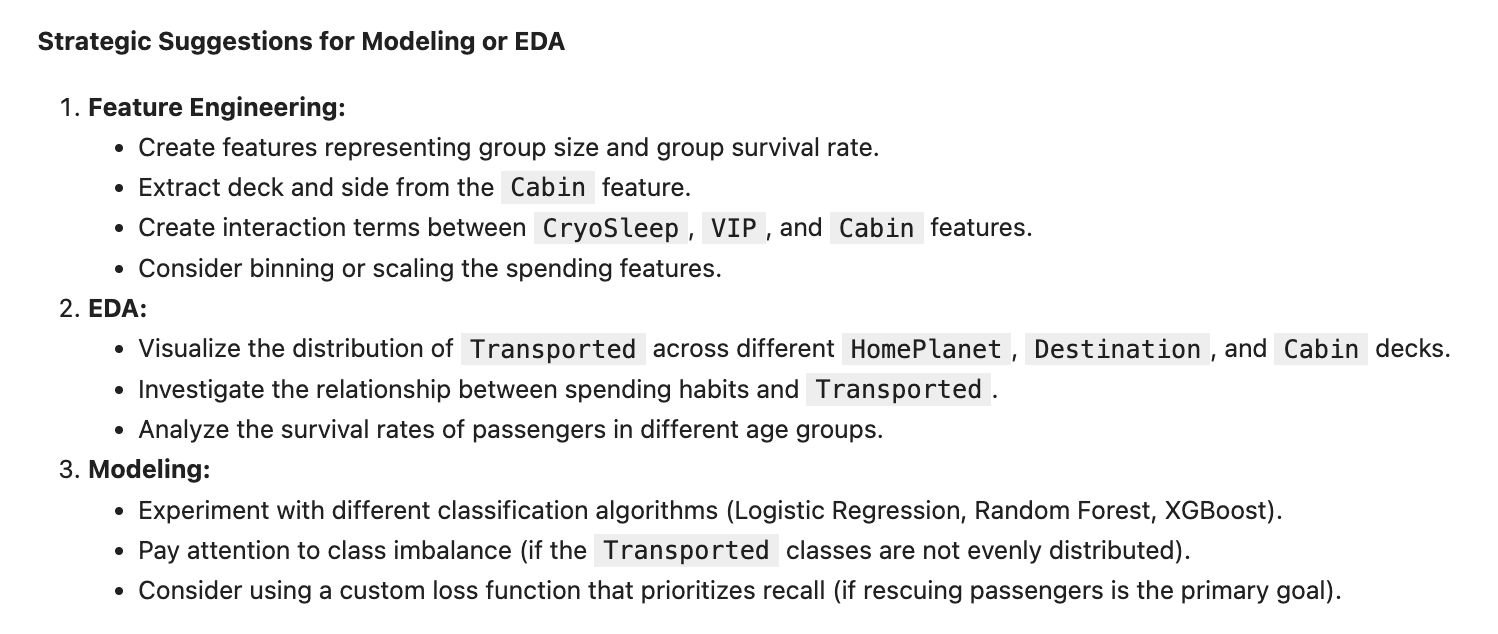 Strategic Suggestions for Modeling or EDA
1. Feature Engineering:
• Create features representing group size and group survival rate.
• Extract deck and side from the Cabin feature.
• Create interaction terms between CryoSleep, VIP, and Cabin features.
• Consider binning or scaling the spending features.
2. EDA:
• Visualize the distribution of Transported across different HomePlanet, Destination, and Cabin decks.
• Investigate the relationship between spending habits and Transported.
• Analyze the survival rates of passengers in different age groups.
3. Modeling:
• Experiment with different classification algorithms (Logistic Regression, Random Forest, XGBoost).
• Pay attention to class imbalance (if the Transported classes are not evenly distributed).
• Consider using a custom loss function that prioritizes recall (if rescuing passengers is the primary goal).